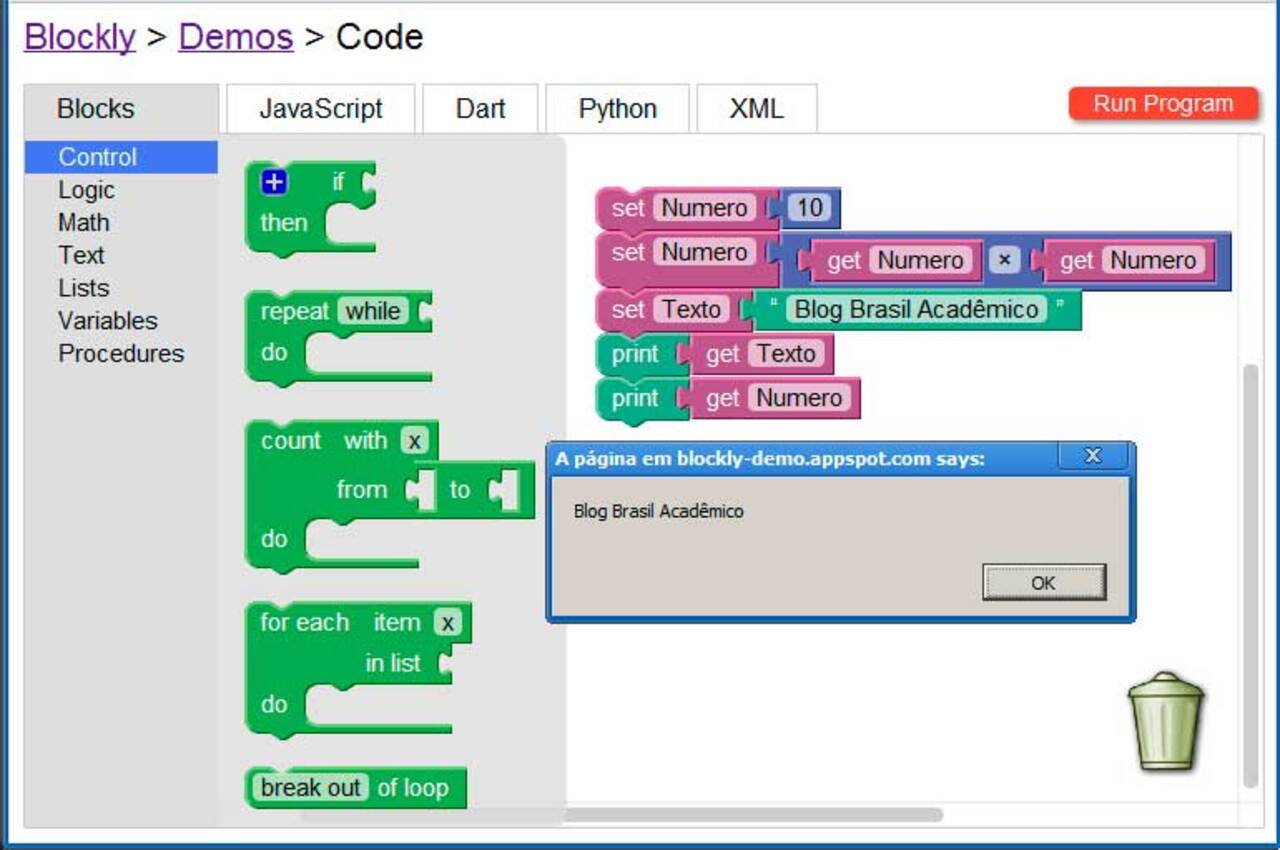 Blockly > Demos > Code
Blocks JavaScript Dart Python XML Run Program
Control
Logic
Math
Text
Lists
Variables
Procedures
if
then
repeat while
do
count with x
from to
do
for each item x
in list
do
break out of loop
set Numero 10
set Numero get Numero × get Numero
set Texto “ Blog Brasil Acadêmico ”
print get Texto
print get Numero
A página em blockly-demo.appspot.com says:
Blog Brasil Acadêmico
OK